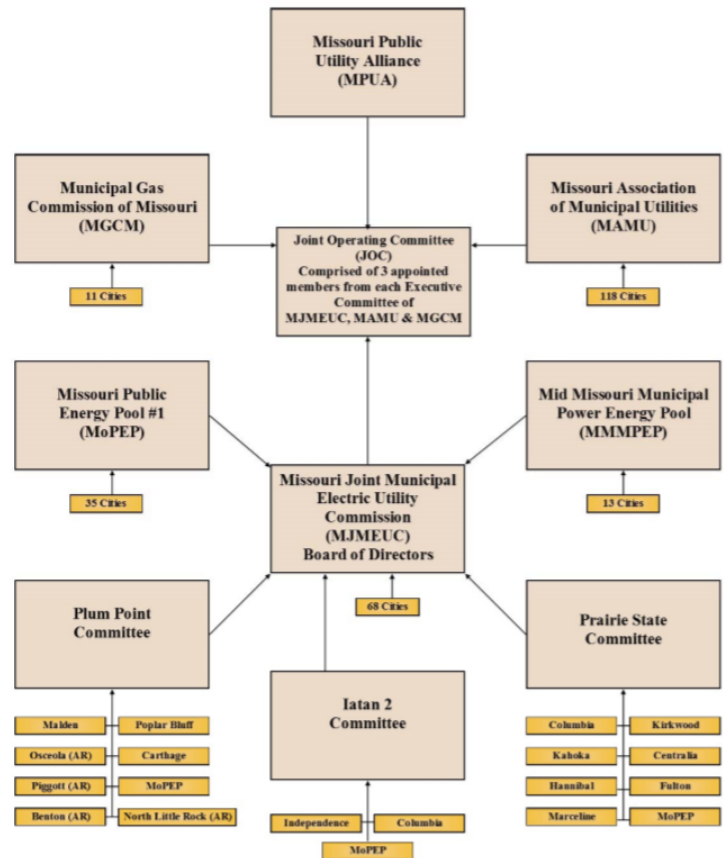 Missouri Public
Utility Alliance
(MPUA)
Municipal Gas
Commission of Missouri
(MGCM)
11 Cities
Joint Operating Committee
(JOC)
Comprised of 3 appointed
members from each Executive
Committee of
MJMEUC, MAMU & MGCM
Missouri Association
of Municipal Utilities
(MAMU)
118 Cities
Missouri Public
Energy Pool #1
(MoPEP)
35 Cities
Mid Missouri Municipal
Power Energy Pool
(MMMPEP)
13 Cities
Missouri Joint Municipal
Electric Utility
Commission
(MJMEUC)
Board of Directors
68 Cities
Plum Point
Committee
Malden
Poplar Bluff
Osceola (AR)
Carthage
Piggott (AR)
MoPEP
Benton (AR)
North Little Rock (AR)
Iatan 2
Committee
Independence
Columbia
MoPEP
Prairie State
Committee
Columbia
Kirkwood
Kahoka
Centralia
Hannibal
Fulton
Marceline
MoPEP